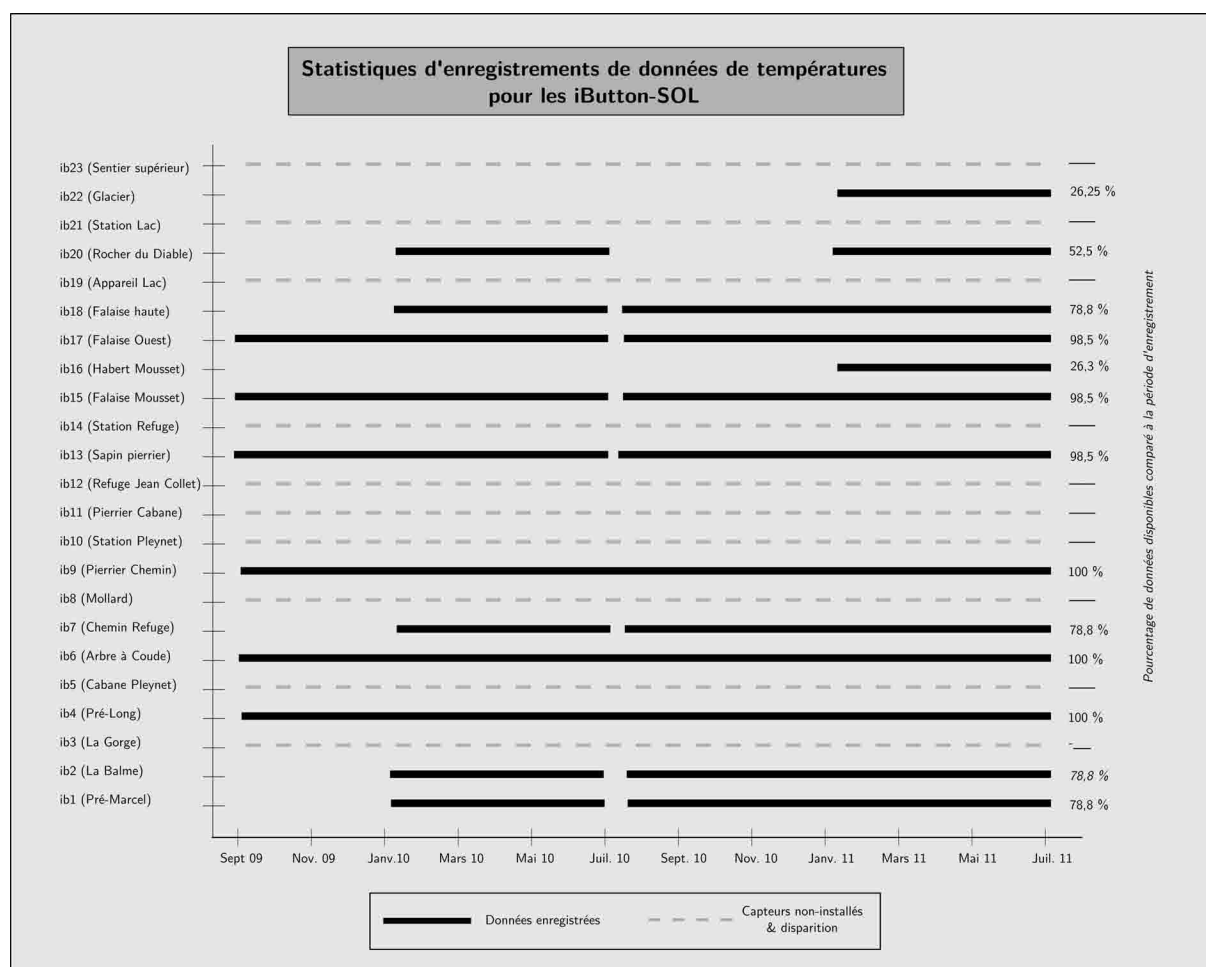 Statistiques d'enregistrements de données de températures
pour les iButton-SOL
ib23 (Sentier supérieur)
ib22 (Glacier) 26,25 %
ib21 (Station Lac)
ib20 (Rocher du Diable) 52,5 %
ib19 (Appareil Lac)
ib18 (Falaise haute) 78,8 %
ib17 (Falaise Ouest) 98,5 %
ib16 (Habert Mousset) 26,3 %
ib15 (Falaise Mousset) 98,5 %
ib14 (Station Refuge)
ib13 (Sapin pierrier) 98,5 %
ib12 (Refuge Jean Collet)
ib11 (Pierrier Cabane)
ib10 (Station Pleynet)
ib9 (Pierrier Chemin) 100 %
ib8 (Mollard)
ib7 (Chemin Refuge) 78,8 %
ib6 (Arbre à Coude) 100 %
ib5 (Cabane Pleynet)
ib4 (Pré-Long) 100 %
ib3 (La Gorge)
ib2 (La Balme) 78,8 %
ib1 (Pré-Marcel) 78,8 %
Pourcentage de données disponibles comparé à la période d'enregistrement
Sept 09 Nov. 09 Janv.10 Mars 10 Mai 10 Juil. 10 Sept. 10 Nov. 10 Janv. 11 Mars 11 Mai 11 Juil. 11
Données enregistrées
Capteurs non-installés
& disparition